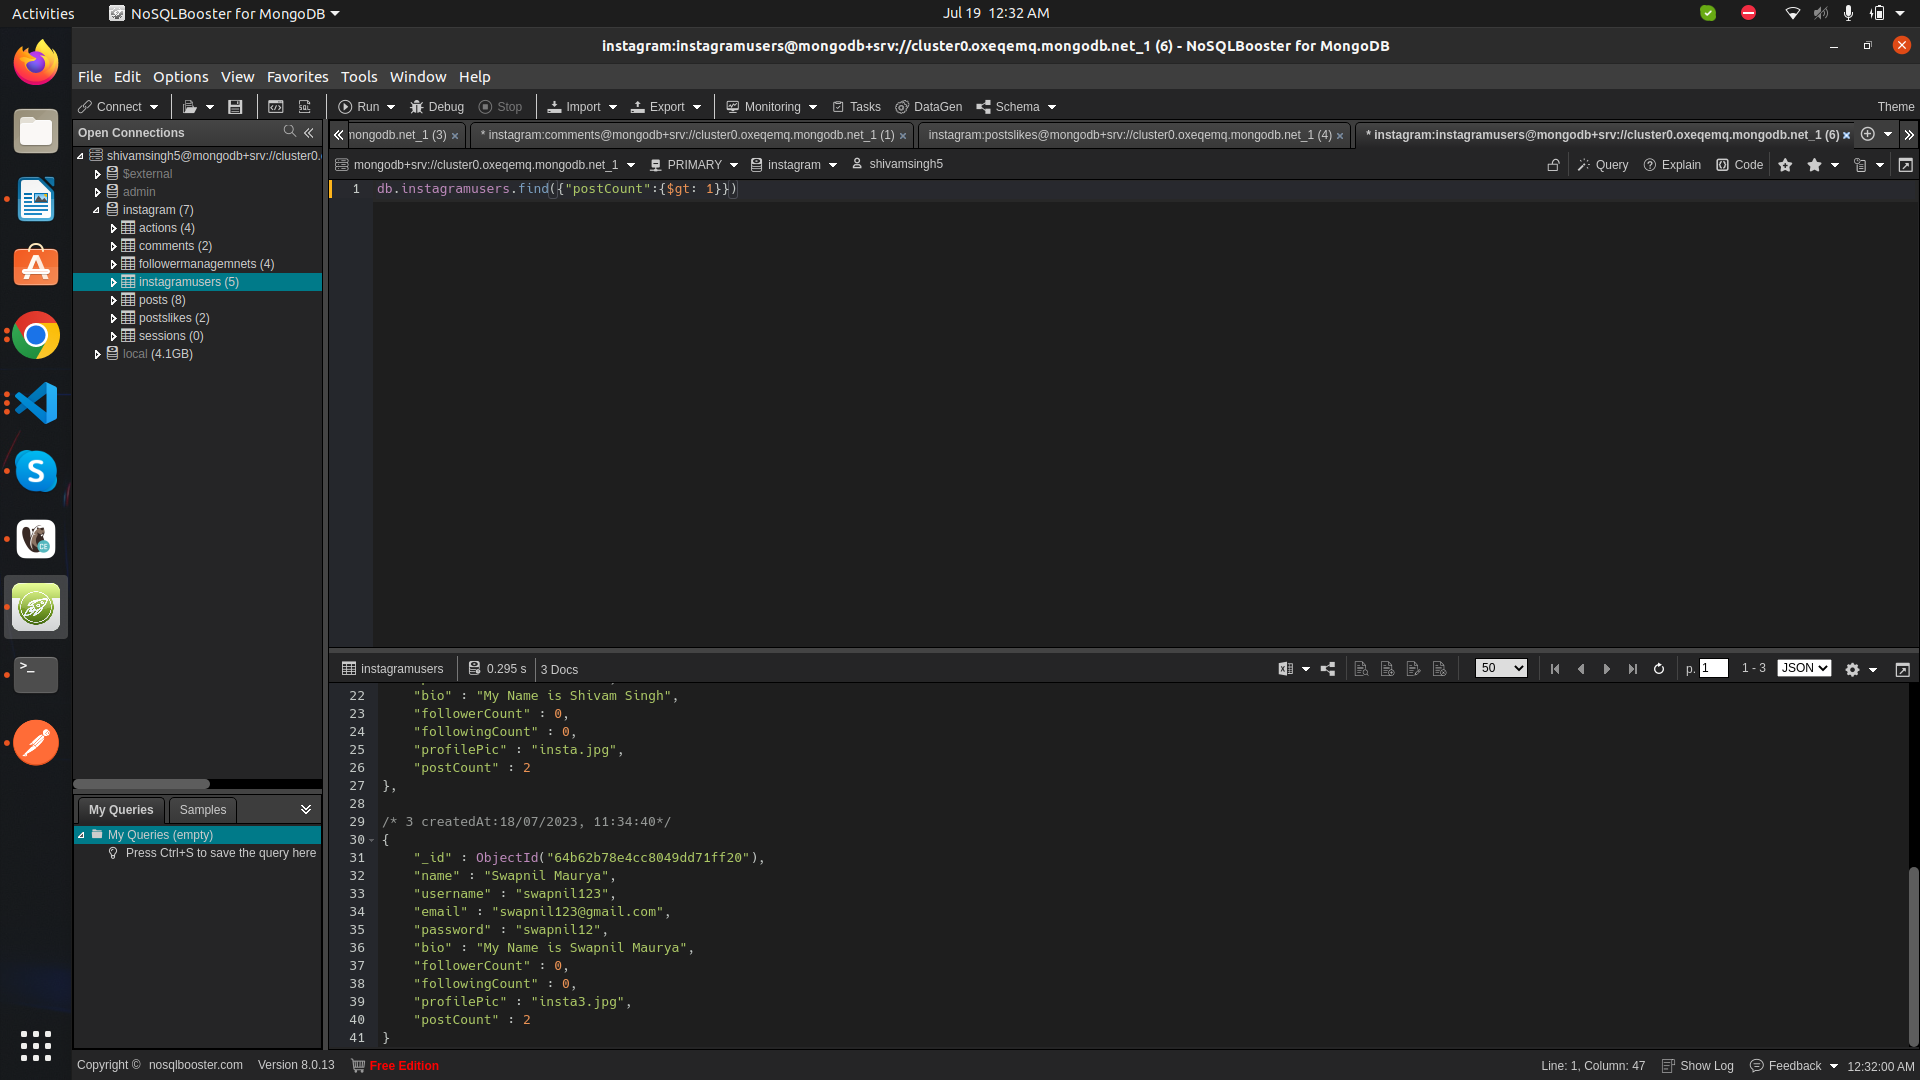 Activities
NoSQLBooster for MongoDB
Jul 19 12:32 AM
instagram:instagramusers@mongodb+srv://cluster0.oxeqemq.mongodb.net_1 (6) - NoSQLBooster for MongoDB
File Edit Options View Favorites Tools Window Help
Connect Run Debug Stop Import Export Monitoring Tasks DataGen Schema Theme
Open Connections
shivamsingh5@mongodb+srv://cluster0.
$external
admin
instagram (7)
actions (4)
comments (2)
followermanagemnets (4)
instagramusers (5)
posts (8)
postslikes (2)
sessions (0)
local (4.1GB)
My Queries Samples
My Queries (empty)
Press Ctrl+S to save the query here
mongodb.net_1 (3) ×
* instagram:comments@mongodb+srv://cluster0.oxeqemq.mongodb.net_1 (1) ×
instagram:postslikes@mongodb+srv://cluster0.oxeqemq.mongodb.net_1 (4) ×
* instagram:instagramusers@mongodb+srv://cluster0.oxeqemq.mongodb.net_1 (6) ×
mongodb+srv://cluster0.oxeqemq.mongodb.net_1 PRIMARY instagram shivamsingh5
Query Explain Code
1 db.instagramusers.find({"postCount":{$gt: 1}})
instagramusers 0.295 s 3 Docs
50 p. 1 1 - 3 JSON
22 "bio" : "My Name is Shivam Singh",
23 "followerCount" : 0,
24 "followingCount" : 0,
25 "profilePic" : "insta.jpg",
26 "postCount" : 2
27 },
28
29 /* 3 createdAt:18/07/2023, 11:34:40*/
30 {
31 "_id" : ObjectId("64b62b78e4cc8049dd71ff20"),
32 "name" : "Swapnil Maurya",
33 "username" : "swapnil123",
34 "email" : "swapnil123@gmail.com",
35 "password" : "swapnil12",
36 "bio" : "My Name is Swapnil Maurya",
37 "followerCount" : 0,
38 "followingCount" : 0,
39 "profilePic" : "insta3.jpg",
40 "postCount" : 2
41 }
Copyright © nosqlbooster.com Version 8.0.13 Free Edition
Line: 1, Column: 47 Show Log Feedback 12:32:00 AM